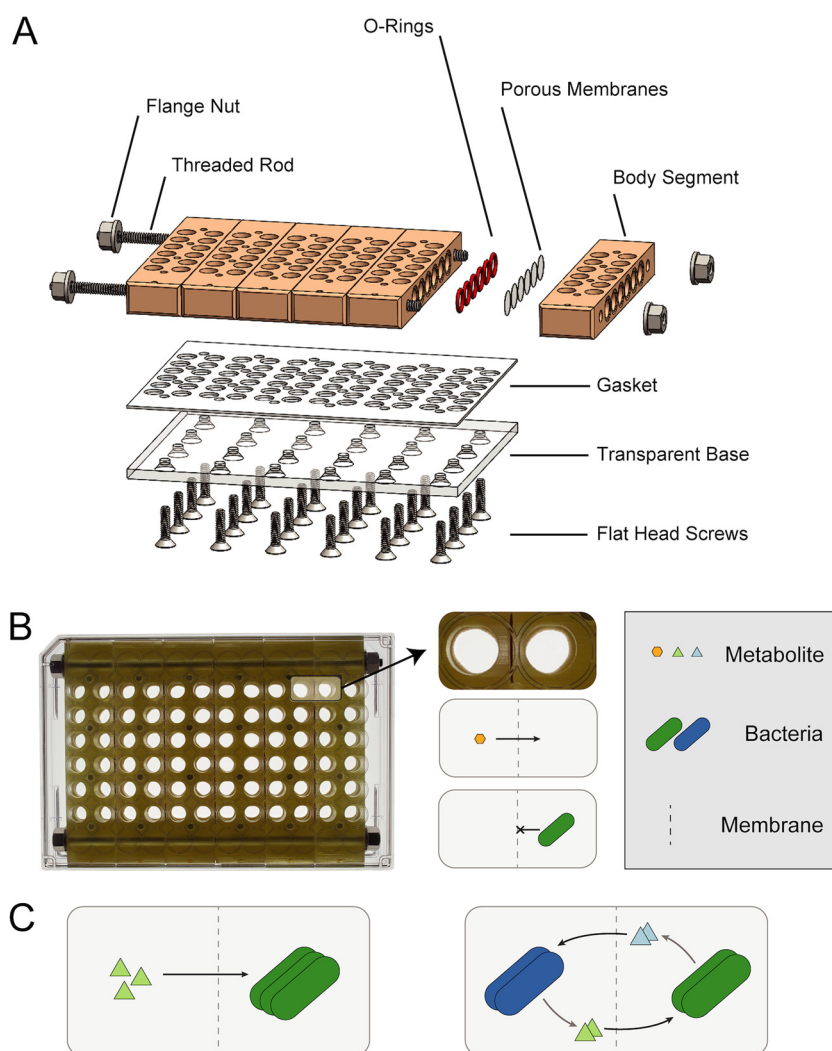 A
O-Rings
Porous Membranes
Flange Nut
Threaded Rod
Body Segment
Gasket
Transparent Base
Flat Head Screws
B
Metabolite
Bacteria
Membrane
C